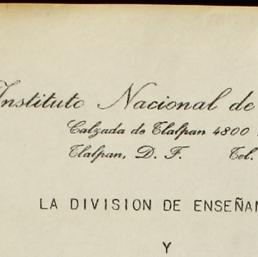 Instituto Nacional de
Calzada de Tlalpan 4800
Tlalpan, D. F. Tel.
LA DIVISION DE ENSEÑAN
Y